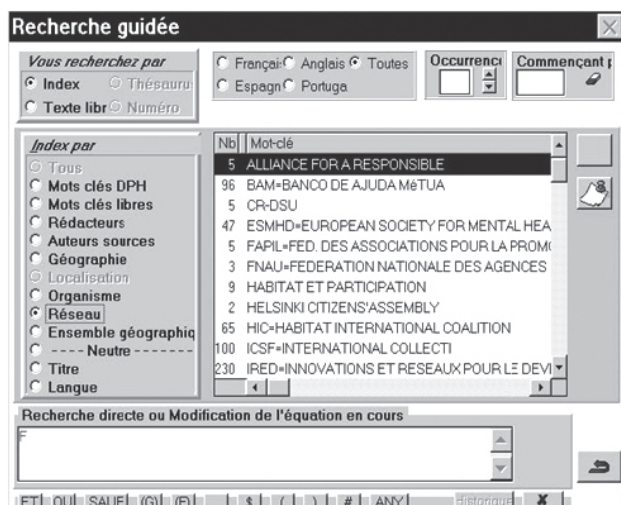 Recherche guidée
Vous recherchez par
Index Thésauru
Texte libr Numéro
Françai: Anglais Toutes
Espagn Portuga
Occurrenc
Commençant p
Index par
Tous
Mots clés DPH
Mots clés libres
Rédacteurs
Auteurs sources
Géographie
Localisation
Organisme
Réseau
Ensemble géographiq
---- Neutre -------
Titre
Langue
Nb Mot-clé
5 ALLIANCE FOR A RESPONSIBLE
96 BAM=BANCO DE AJUDA MéTUA
5 CR-DSU
47 ESMHD=EUROPEAN SOCIETY FOR MENTAL HEA
5 FAPIL=FED. DES ASSOCIATIONS POUR LA PROM
3 FNAU=FEDERATION NATIONALE DES AGENCES
9 HABITAT ET PARTICIPATION
2 HELSINKI CITIZENS'ASSEMBLY
65 HIC=HABITAT INTERNATIONAL COALITION
100 ICSF=INTERNATIONAL COLLECTI
230 IRED=INNOVATIONS ET RESEAUX POUR LE DEVE
Recherche directe ou Modification de l'équation en cours
F
ET OU SAUF (G) (F) $ ( ) # ANY Historique X